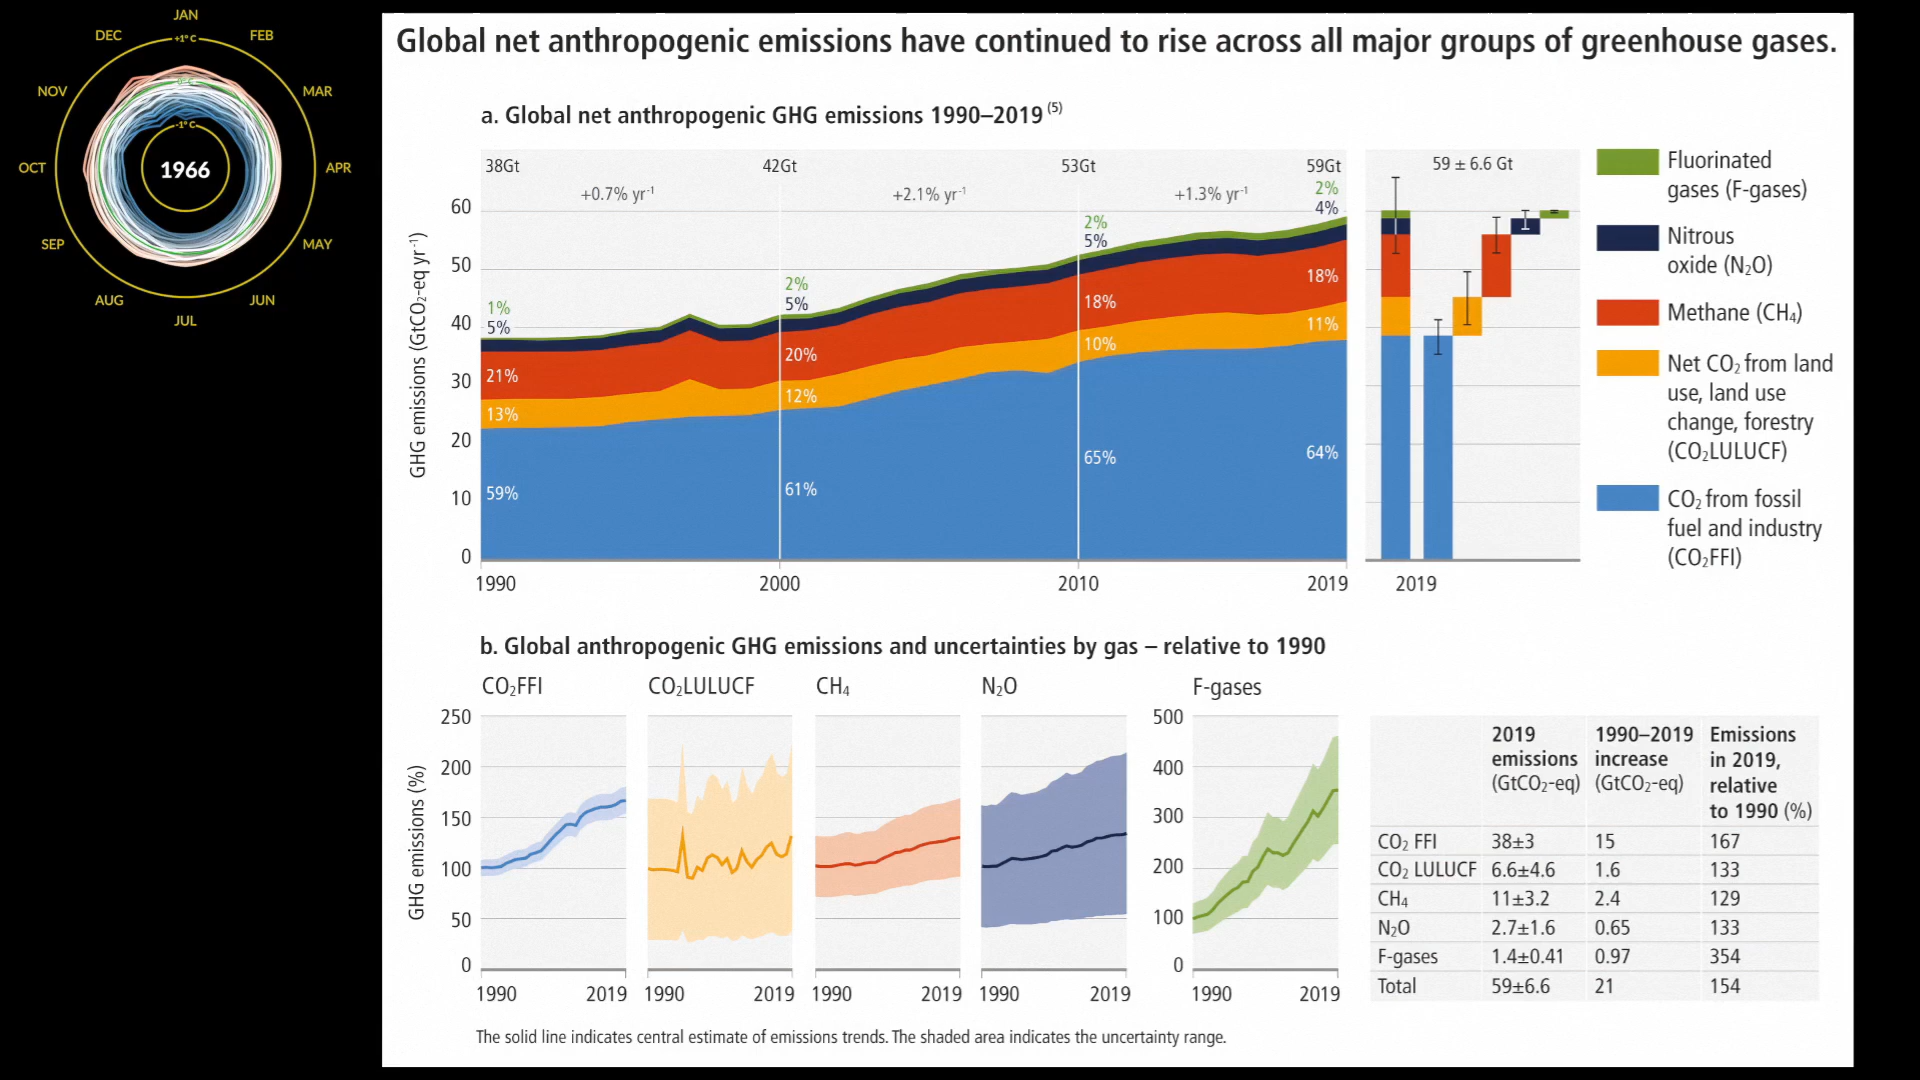 JAN
DEC
FEB
+1° C
NOV
MAR
0° C
-1° C
OCT
1966
APR
SEP
MAY
AUG
JUN
JUL
Global net anthropogenic emissions have continued to rise across all major groups of greenhouse gases.
a. Global net anthropogenic GHG emissions 1990–2019 (5)
38Gt
42Gt
53Gt
59Gt
+0.7% yr-1
+2.1% yr-1
+1.3% yr-1
GHG emissions (GtCO2-eq yr-1)
60
50
40
30
20
10
0
1%
5%
21%
13%
59%
2%
5%
20%
12%
61%
2%
5%
18%
10%
65%
2%
4%
18%
11%
64%
1990
2000
2010
2019
59 ± 6.6 Gt
2019
Fluorinated
gases (F-gases)
Nitrous
oxide (N2O)
Methane (CH4)
Net CO2 from land
use, land use
change, forestry
(CO2LULUCF)
CO2 from fossil
fuel and industry
(CO2FFI)
b. Global anthropogenic GHG emissions and uncertainties by gas – relative to 1990
CO2FFI
CO2LULUCF
CH4
N2O
F-gases
GHG emissions (%)
250
200
150
100
50
0
500
400
300
200
100
0
1990 2019
1990 2019
1990 2019
1990 2019
1990 2019
2019 emissions (GtCO2-eq)
1990–2019 increase (GtCO2-eq)
Emissions in 2019, relative to 1990 (%)
CO2 FFI 38±3 15 167
CO2 LULUCF 6.6±4.6 1.6 133
CH4 11±3.2 2.4 129
N2O 2.7±1.6 0.65 133
F-gases 1.4±0.41 0.97 354
Total 59±6.6 21 154
The solid line indicates central estimate of emissions trends. The shaded area indicates the uncertainty range.